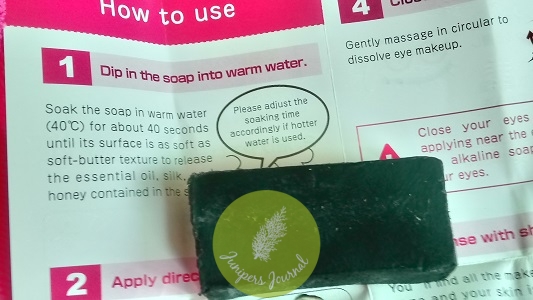 How to use
1 Dip in the soap into warm water.
Soak the soap in warm water
(40℃) for about 40 seconds
until its surface is as soft as
soft-butter texture to release
the essential oil, silk,
honey contained in the
Please adjust the
soaking time
accordingly if hotter
water is used.
2 Apply
4
Gently massage in circular to
dissolve eye makeup.
Close your eyes
applying near the
alkaline
eyes.
with
find all the
and your skin
Junipers Journal